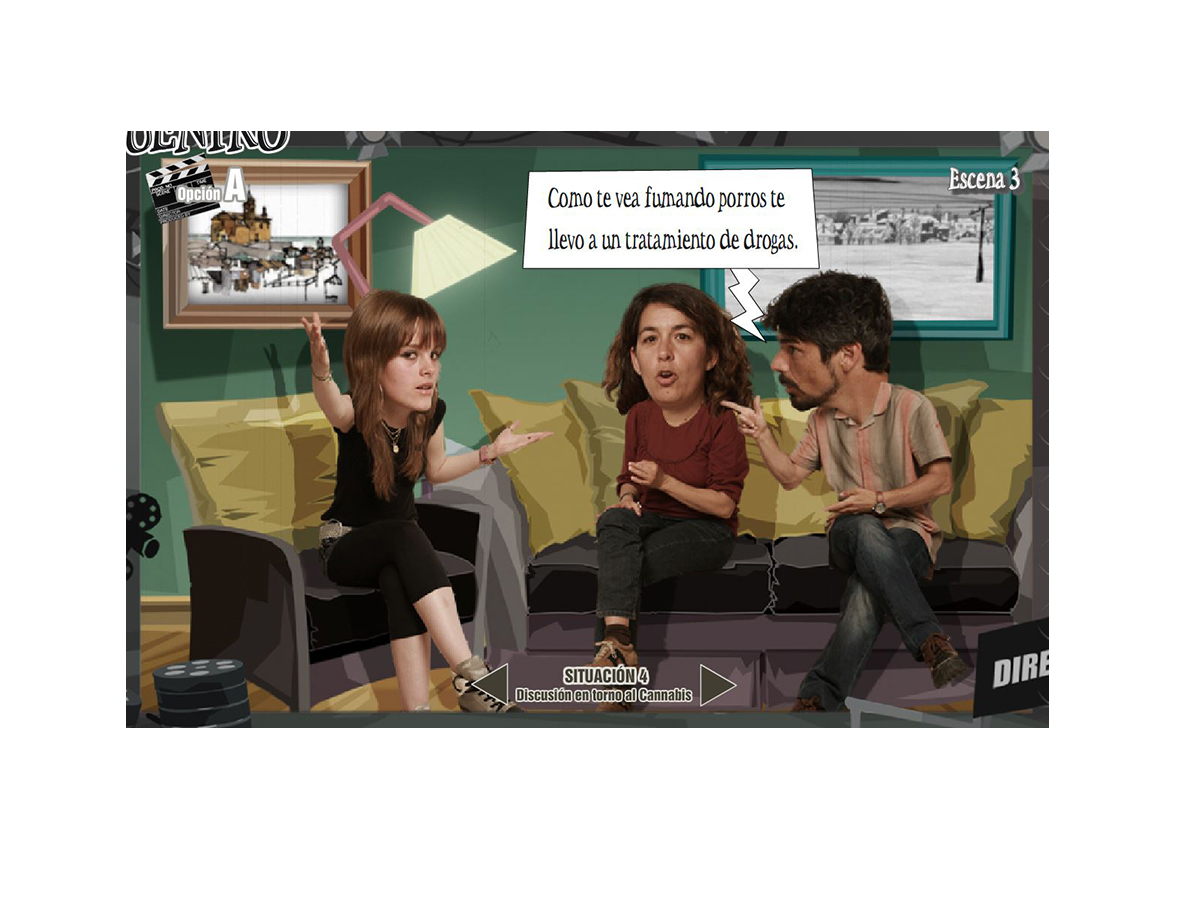 Opción A
Escena 3
Como te vea fumando porros te
llevo a un tratamiento de drogas.
SITUACIÓN 4
Discusión en torno al Cannabis
DIRE